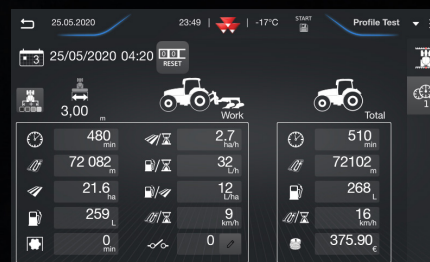 25.05.2020 23:49 | | -17°C START Profile Test
3 25/05/2020 04:20 00 RESET
3,00 m Work Total
480 min 2.7 ha/h 510 min
72 082 m 32 L/h 72102 m
21.6 ha 12 L/ha 268 L
259 L 9 km/h 16 km/h
0 min 0 375.90 €
1